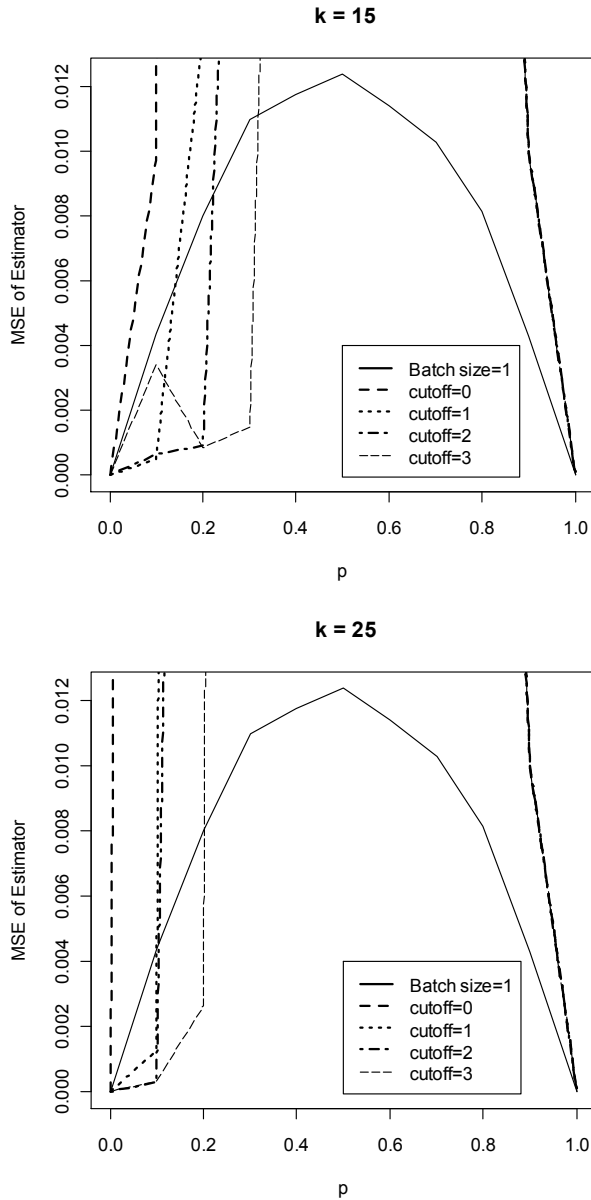 k = 15
MSE of Estimator
0.012
0.010
0.008
0.006
0.004
0.002
0.000
Batch size=1
cutoff=0
cutoff=1
cutoff=2
cutoff=3
0.0 0.2 0.4 0.6 0.8 1.0
p
k = 25
MSE of Estimator
0.012
0.010
0.008
0.006
0.004
0.002
0.000
Batch size=1
cutoff=0
cutoff=1
cutoff=2
cutoff=3
0.0 0.2 0.4 0.6 0.8 1.0
p